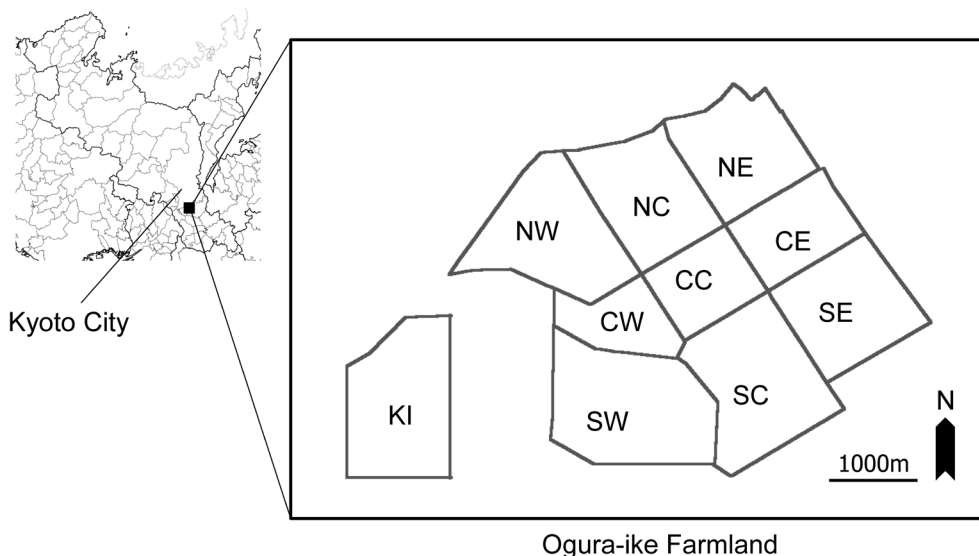 NE
NC
NW
CE
CC
CW
SE
SC
SW
KI
Kyoto City
N
1000m
Ogura-ike Farmland